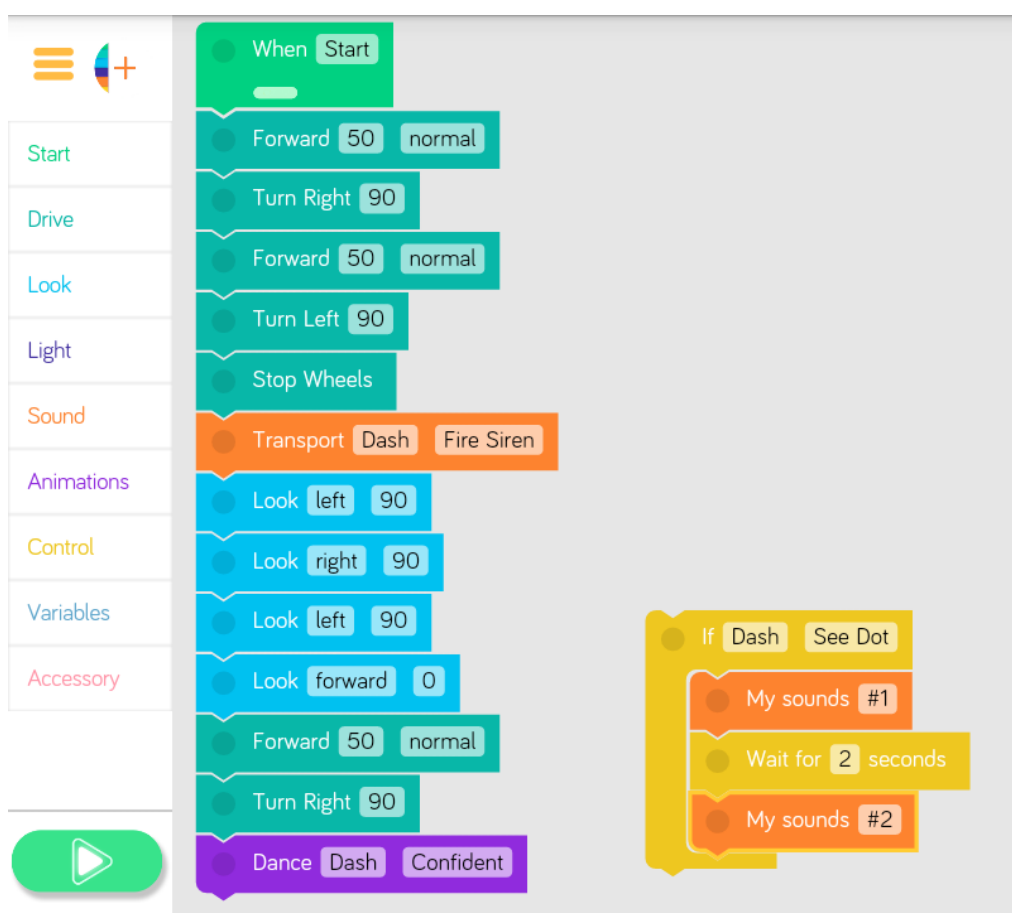 Start
Drive
Look
Light
Sound
Animations
Control
Variables
Accessory
When Start
Forward 50 normal
Turn Right 90
Forward 50 normal
Turn Left 90
Stop Wheels
Transport Dash Fire Siren
Look left 90
Look right 90
Look left 90
Look forward 0
Forward 50 normal
Turn Right 90
Dance Dash Confident
If Dash See Dot
My sounds #1
Wait for 2 seconds
My sounds #2